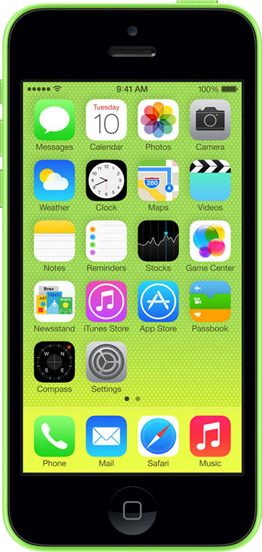 9:41 AM 100%
Tuesday
10
Messages Calendar Photos Camera
280
Weather Clock Maps Videos
Notes Reminders Stocks Game Center
Newsstand iTunes Store App Store Passbook
N
W E
S
Compass Settings
Phone Mail Safari Music